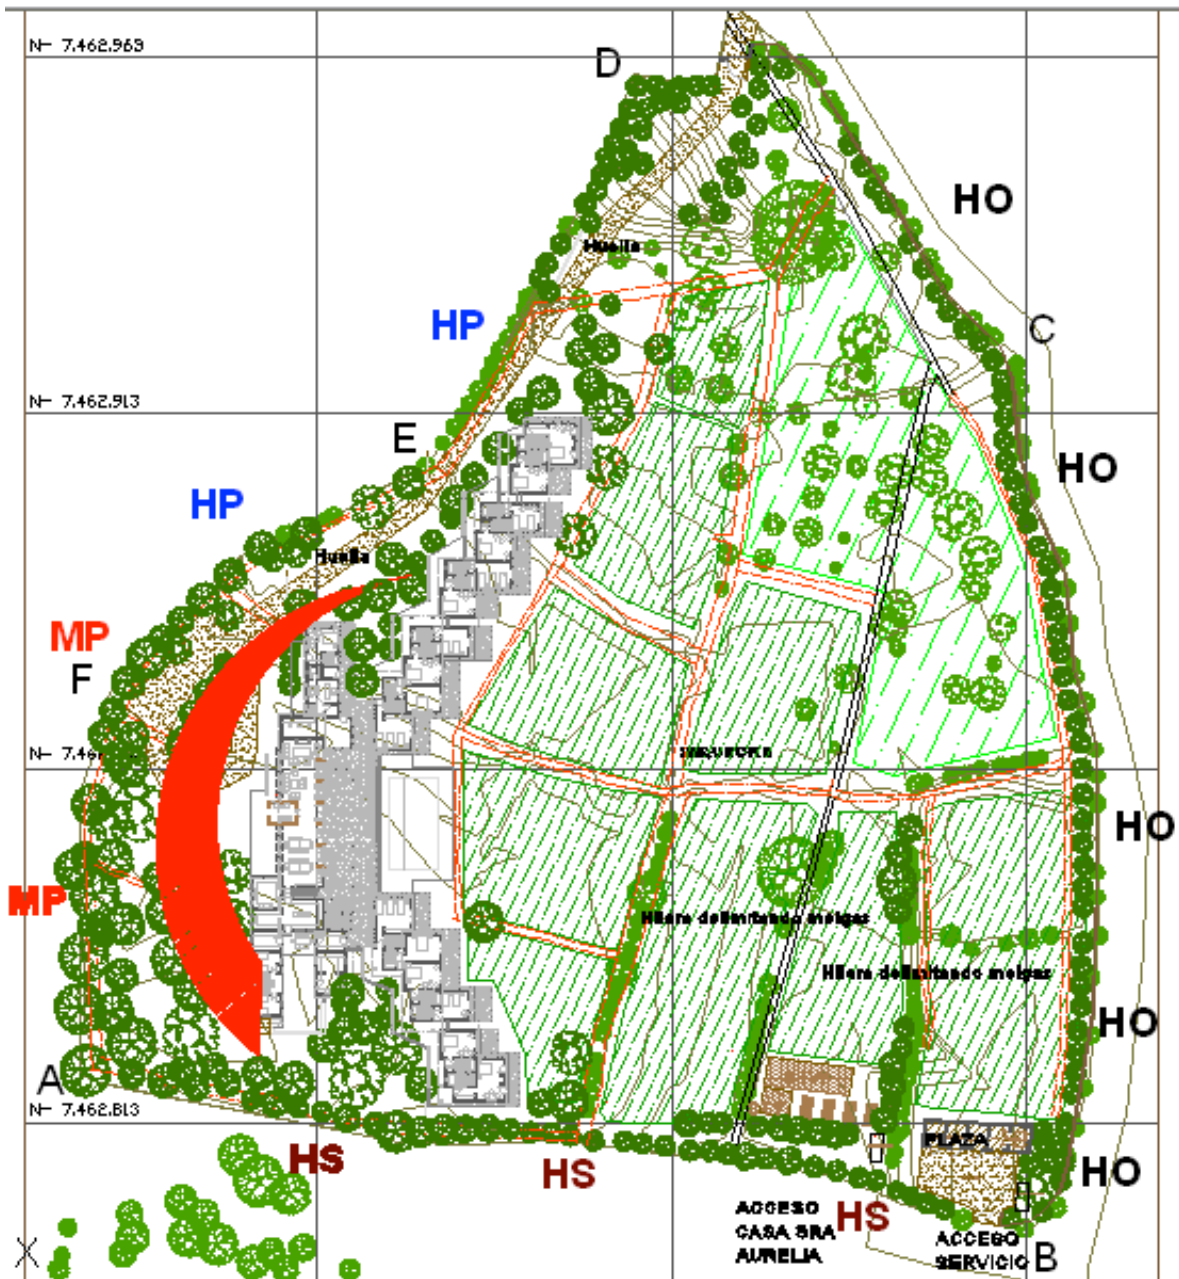 N- 7.462.969
D
HO
Huella
HP
C
N- 7.462.913
E
HO
HP
Huella
MP
F
HO
MP
Hilera delimitando melgas
Hilera delimitando melgas
HO
A
N- 7.462.813
PLAZA
HS
HS
HO
ACCESO
CASA SRA
AURELIA
HS
ACCESO
SERVICIO
B
X